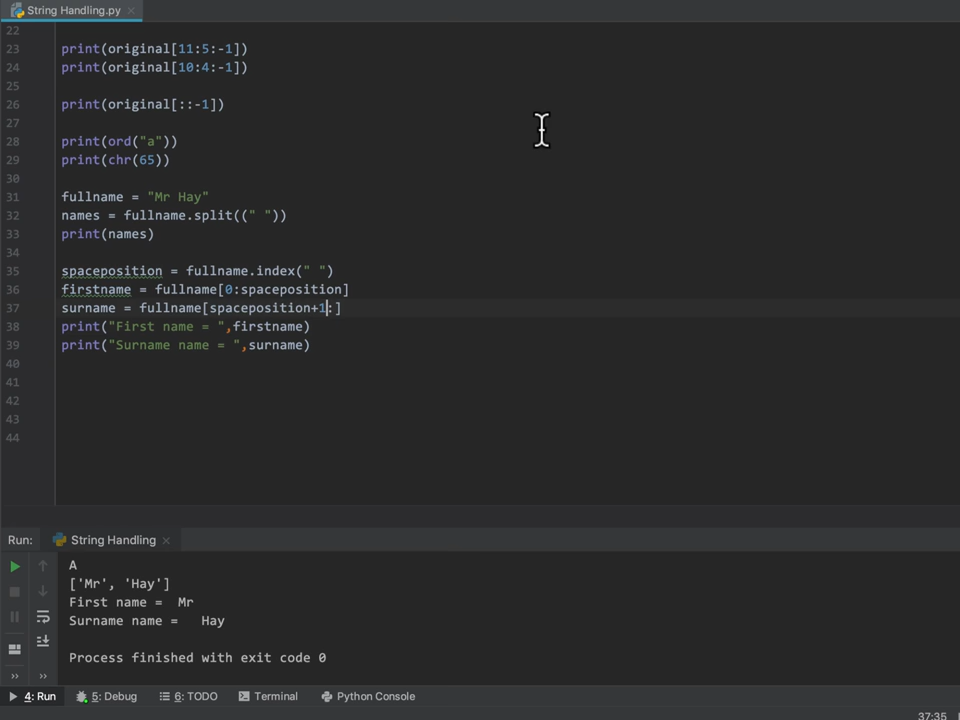 String Handling.py
22
23 print(original[11:5:-1])
24 print(original[10:4:-1])
25
26 print(original[::-1])
27
28 print(ord("a"))
29 print(chr(65))
30
31 fullname = "Mr Hay"
32 names = fullname.split((" "))
33 print(names)
34
35 spaceposition = fullname.index(" ")
36 firstname = fullname[0:spaceposition]
37 surname = fullname[spaceposition+1:]
38 print("First name = ",firstname)
39 print("Surname name = ",surname)
40
41
42
43
44
Run: String Handling
A
['Mr', 'Hay']
First name =  Mr
Surname name =   Hay
Process finished with exit code 0
4: Run 5: Debug 6: TODO Terminal Python Console
37:35